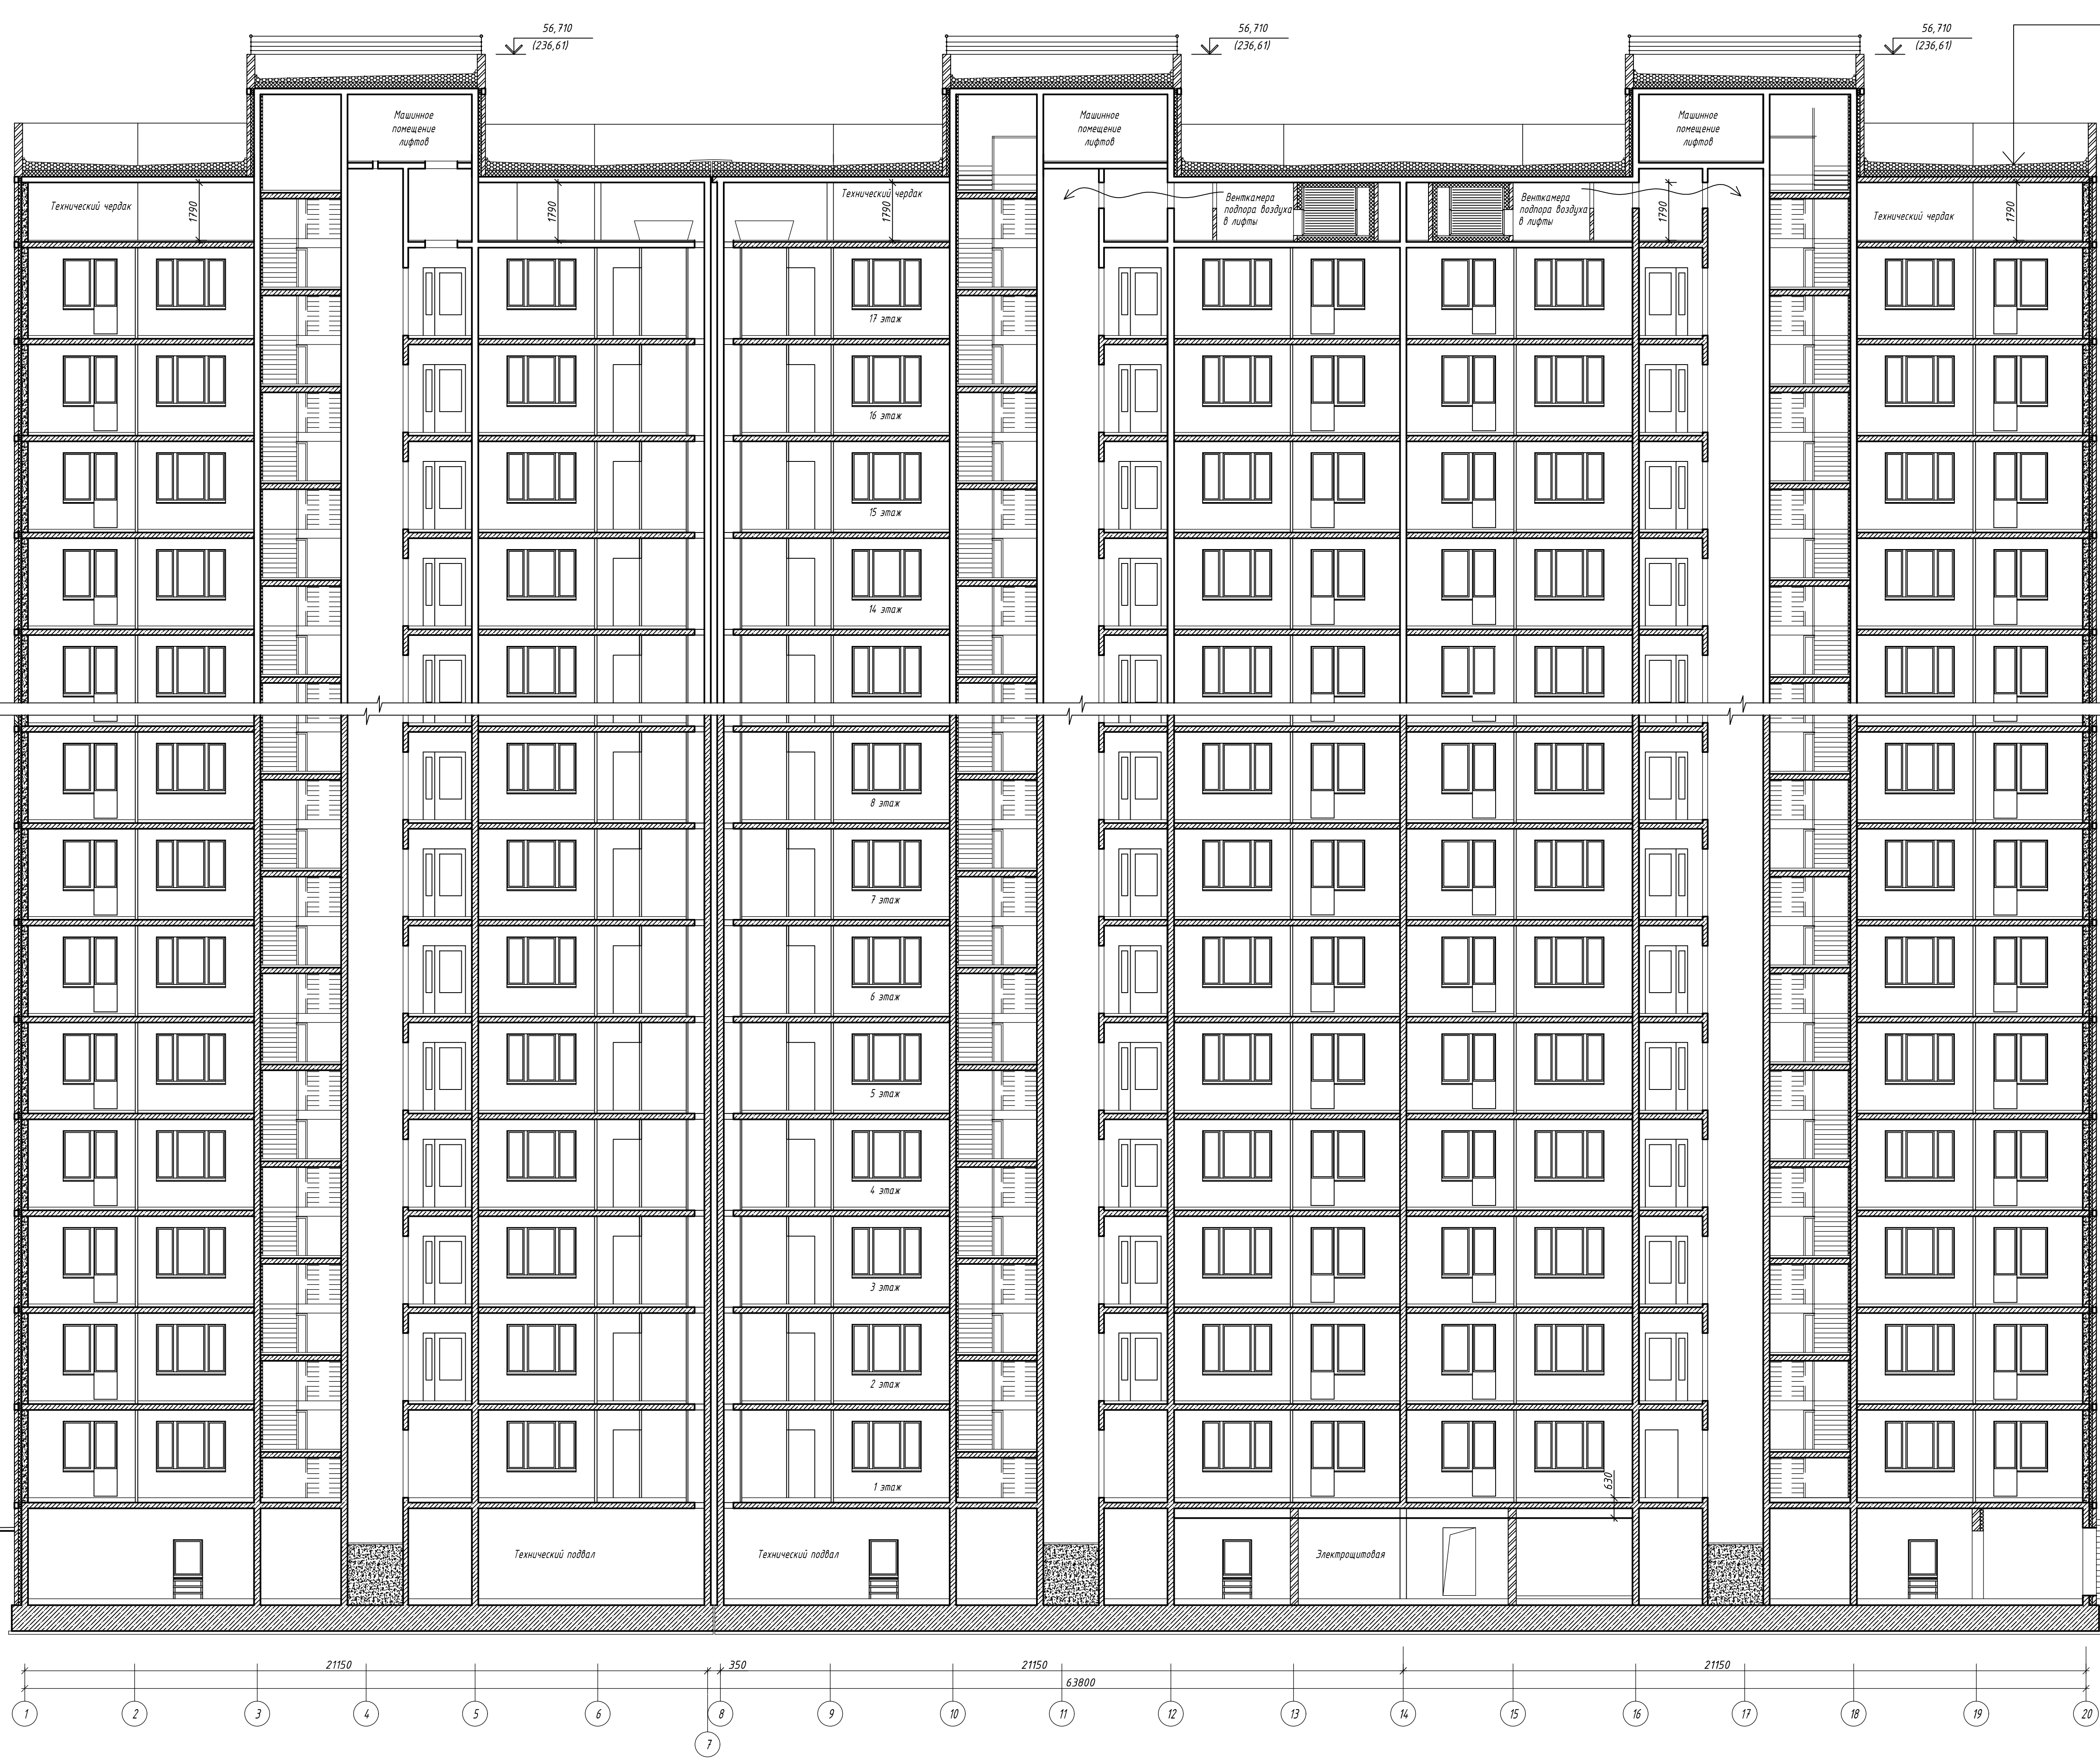 56,710
(236,61)
56,710
(236,61)
56,710
(236,61)
Машинное
помещение
лифтов
Машинное
помещение
лифтов
Машинное
помещение
лифтов
Технический чердак
1790
1790
Технический чердак
1790
Венткамера
подпора воздуха
в лифты
Венткамера
подпора воздуха
в лифты
1790
Технический чердак
1790
17 этаж
16 этаж
15 этаж
14 этаж
8 этаж
7 этаж
6 этаж
5 этаж
4 этаж
3 этаж
2 этаж
1 этаж
630
Технический подвал
Технический подвал
Электрощитовая
21150
350
21150
21150
63800
1
2
3
4
5
6
8
9
10
11
12
13
14
15
16
17
18
19
20
7